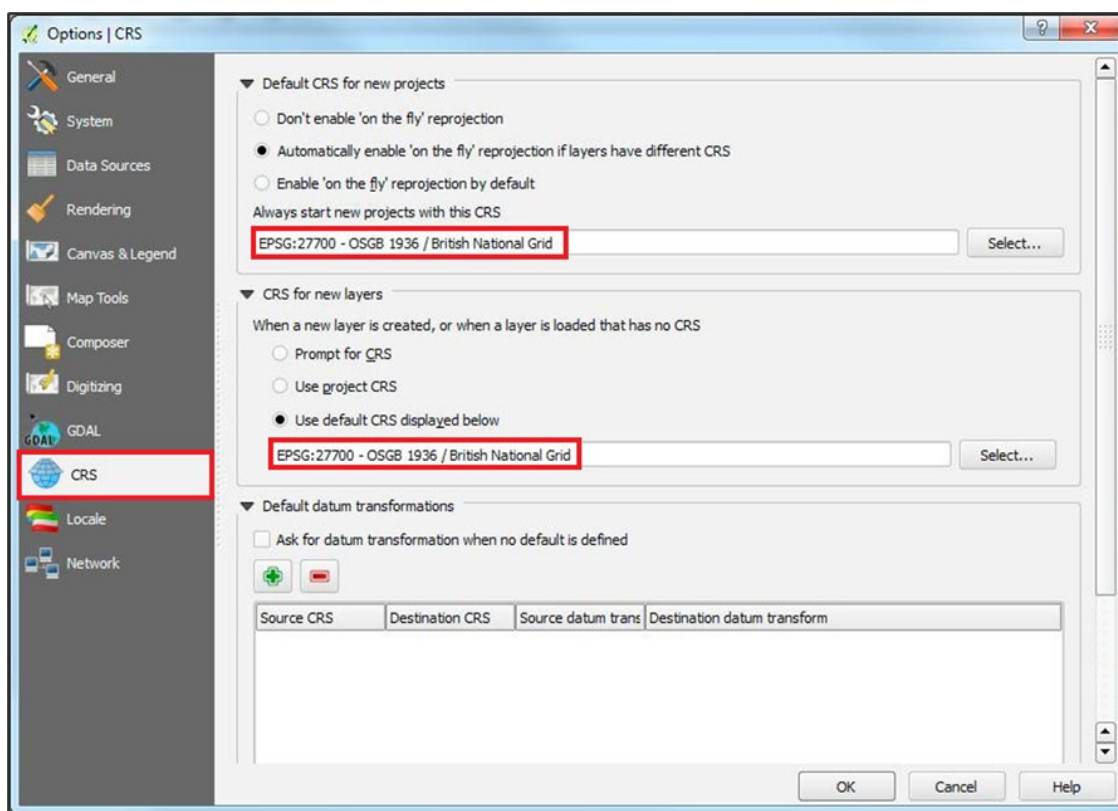 Options | CRS
General
System
Data Sources
Rendering
Canvas & Legend
Map Tools
Composer
Digitizing
GDAL
GDAL
CRS
Locale
Network
Default CRS for new projects
Don't enable 'on the fly' reprojection
Automatically enable 'on the fly' reprojection if layers have different CRS
Enable 'on the fly' reprojection by default
Always start new projects with this CRS
EPSG:27700 - OSGB 1936 / British National Grid
Select...
CRS for new layers
When a new layer is created, or when a layer is loaded that has no CRS
Prompt for CRS
Use project CRS
Use default CRS displayed below
EPSG:27700 - OSGB 1936 / British National Grid
Select...
Default datum transformations
Ask for datum transformation when no default is defined
Source CRS Destination CRS Source datum trans Destination datum transform
OK Cancel Help